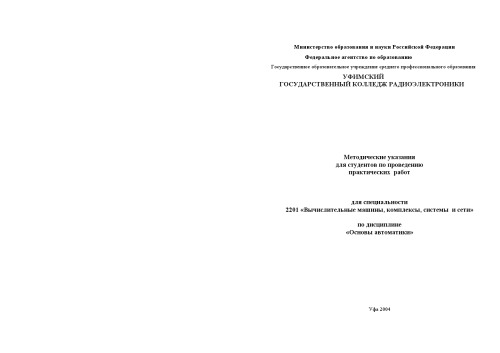 Министерство образования и науки Российской Федерации
Федеральное агентство по образованию
Государственное образовательное учреждение среднего профессионального образования
УФИМСКИЙ
ГОСУДАРСТВЕННЫЙ КОЛЛЕДЖ РАДИОЭЛЕКТРОНИКИ
Методические указания
для студентов по проведению
практических работ
для специальности
2201 «Вычислительные машины, комплексы, системы и сети»
по дисциплине
«Основы автоматики»
Уфа 2004